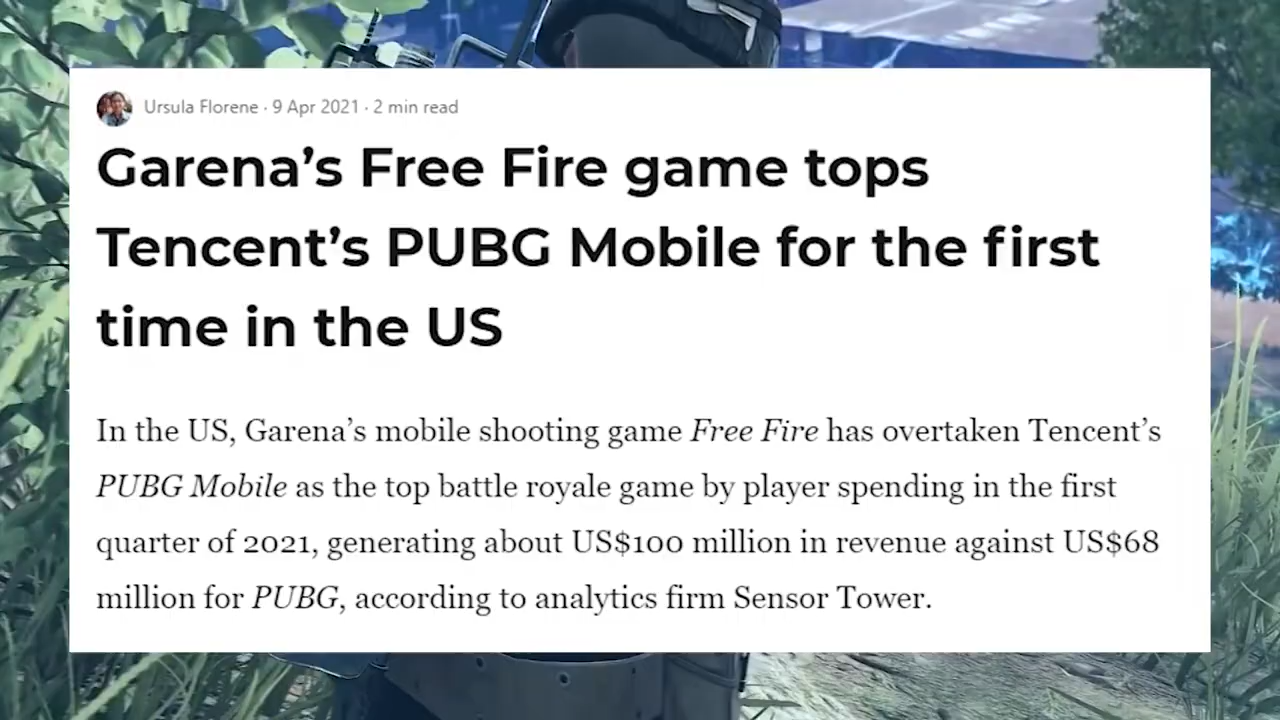 Ursula Florene · 9 Apr 2021 · 2 min read
Garena’s Free Fire game tops
Tencent’s PUBG Mobile for the first
time in the US
In the US, Garena’s mobile shooting game Free Fire has overtaken Tencent’s
PUBG Mobile as the top battle royale game by player spending in the first
quarter of 2021, generating about US$100 million in revenue against US$68
million for PUBG, according to analytics firm Sensor Tower.